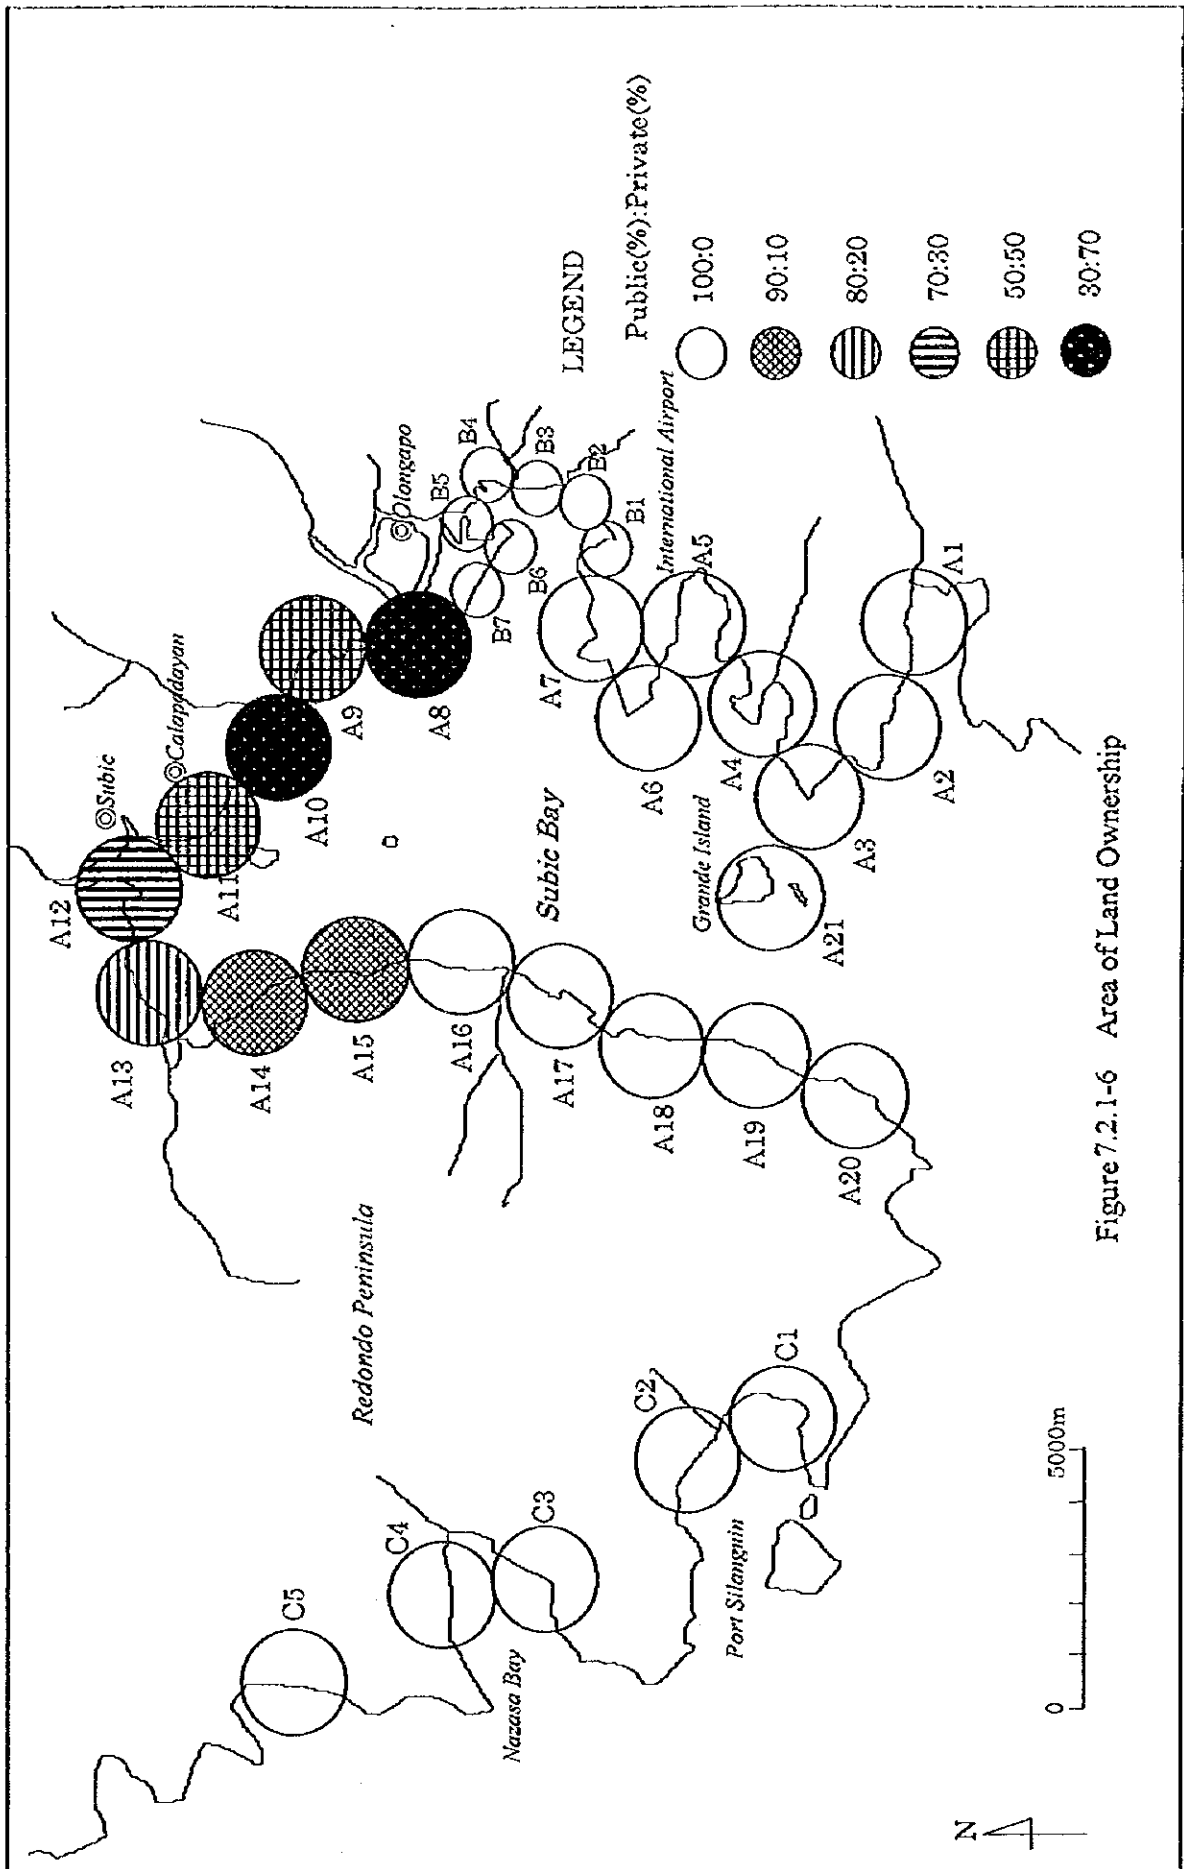 Subic
Calapadayan
Olongapo
A12
A13
A11
A14
A10
A9
A15
A8
A16
B5
B4
B3
B2
B7
B6
B1
A17
A7
International Airport
A5
A18
A6
A19
A4
A20
A3
A21
A2
A1
Redondo Peninsula
Subic Bay
Grande Island
C5
C4
C3
Nazasa Bay
C2
C1
Port Silanguin
LEGEND
Public(%):Private(%)
100:0
90:10
80:20
70:30
50:50
30:70
N
0 5000m
Figure 7.2.1-6 Area of Land Ownership